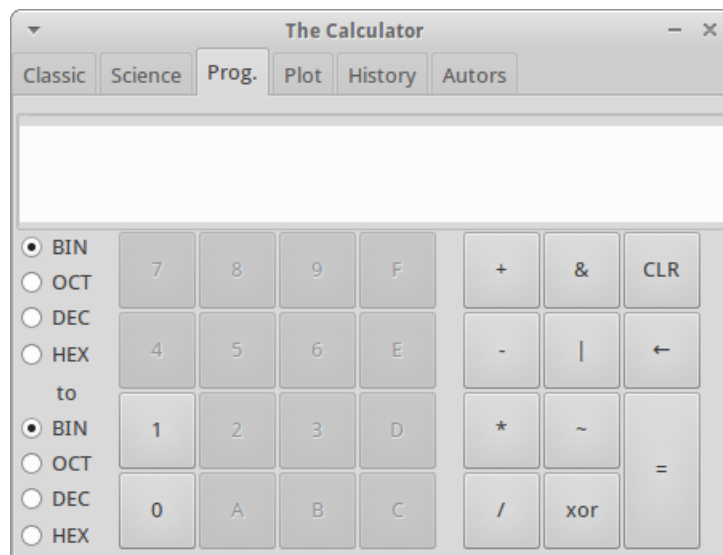 The Calculator
Classic Science Prog. Plot History Autors
BIN 7 8 9 F + & CLR
OCT
DEC
HEX 4 5 6 E - | ←
to
BIN 1 2 3 D * ~ =
OCT
DEC
HEX 0 A B C / xor